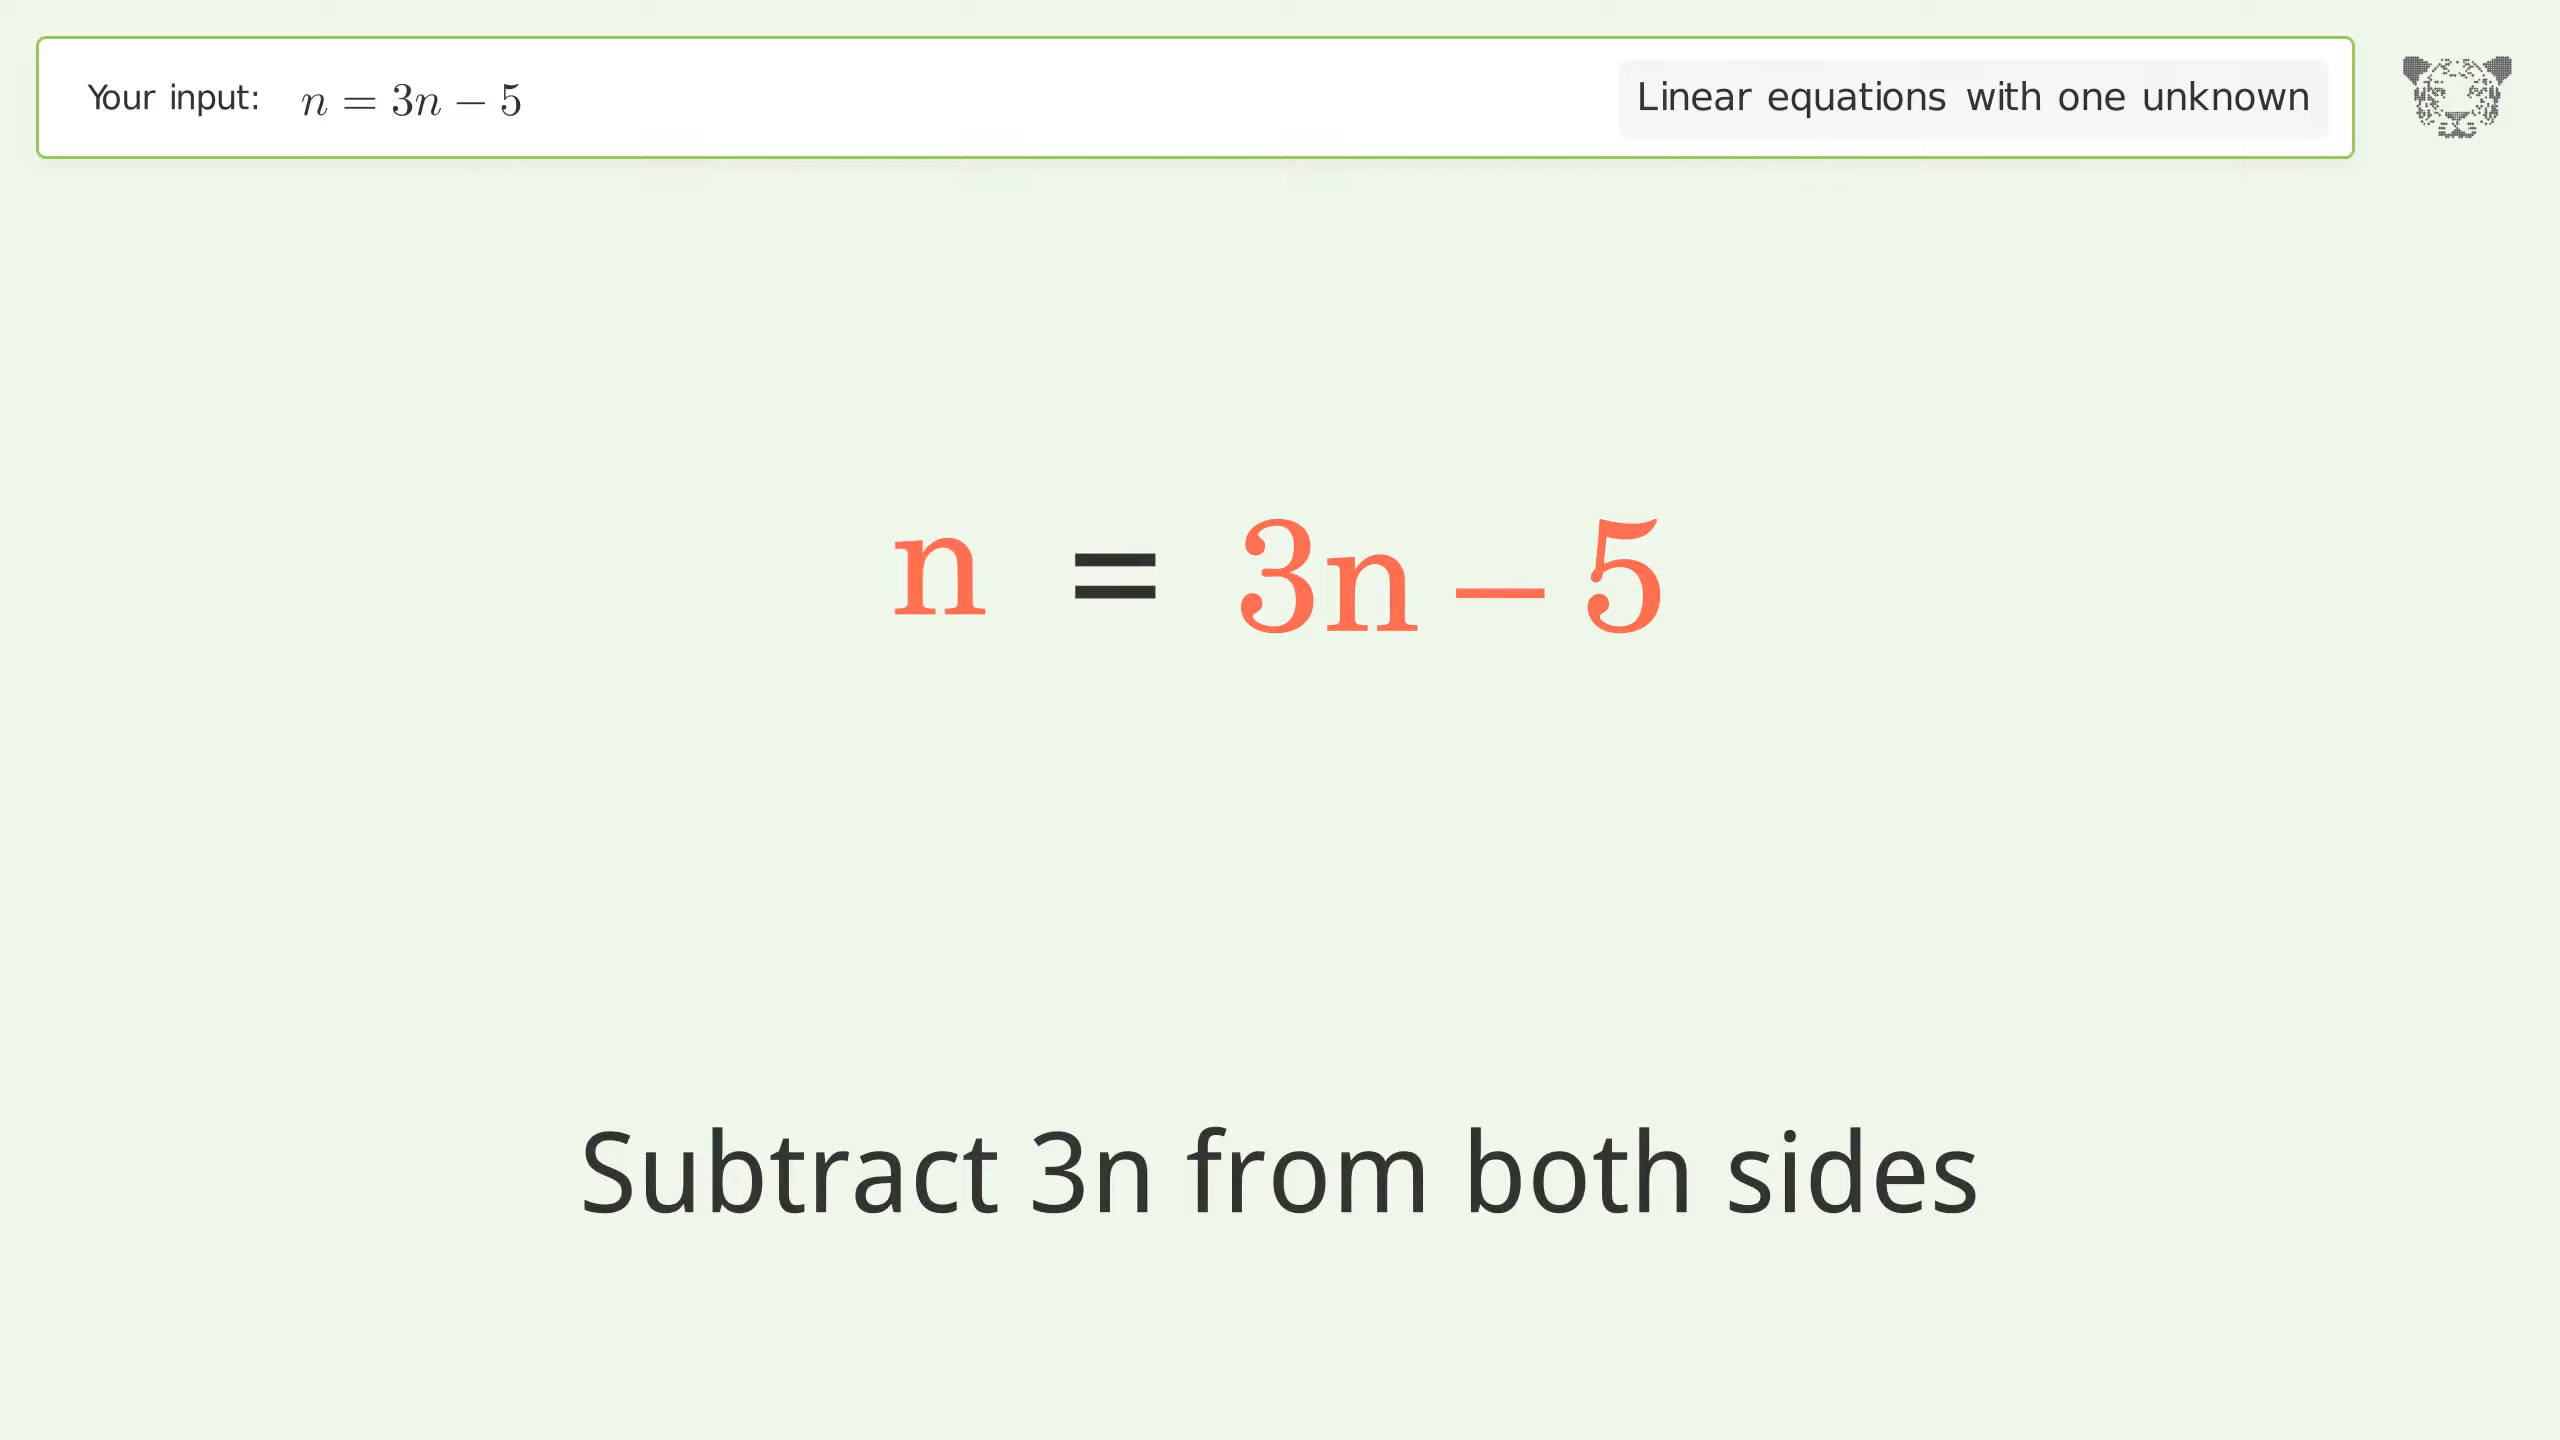 Your input: n = 3n − 5
Linear equations with one unknown
n = 3n − 5
Subtract 3n from both sides